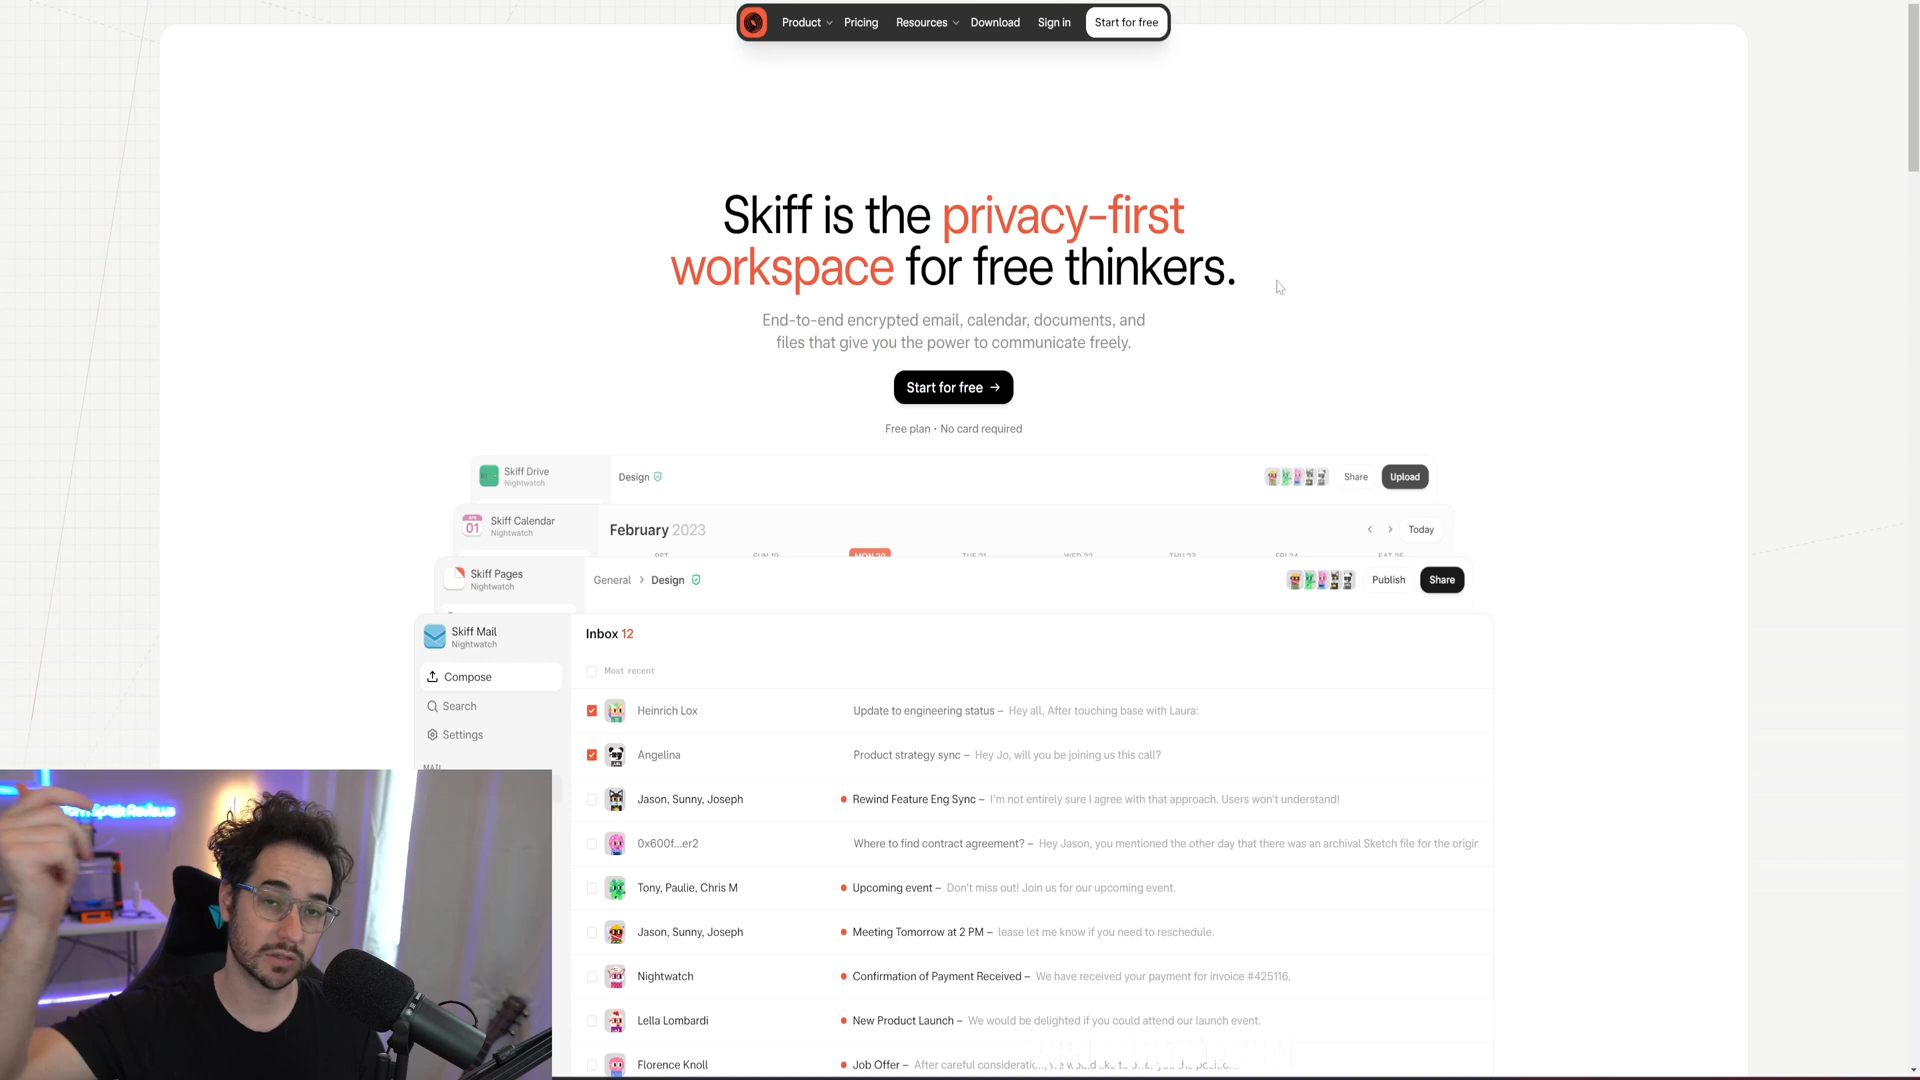 Product
Pricing
Resources
Download
Sign in
Start for free
Skiff is the privacy-first
workspace for free thinkers.
End-to-end encrypted email, calendar, documents, and
files that give you the power to communicate freely.
Start for free →
Free plan · No card required
Skiff Drive
Nightwatch
Design
Share
Upload
Skiff Calendar
01
Nightwatch
February 2023
Today
Skiff Pages
Nightwatch
General > Design
Publish
Share
Skiff Mail
Nightwatch
Inbox 12
Compose
Most recent
Search
Settings
Heinrich Lox Update to engineering status – Hey all, After touching base with Laura:
Angelina Product strategy sync – Hey Jo, will you be joining us this call?
Jason, Sunny, Joseph Rewind Feature Eng Sync – I'm not entirely sure I agree with that approach. Users won't understand!
0x600f...er2 Where to find contract agreement? – Hey Jason, you mentioned the other day that there was an archival Sketch file for the origin
Tony, Paulie, Chris M Upcoming event – Don't miss out! Join us for our upcoming event.
Jason, Sunny, Joseph Meeting Tomorrow at 2 PM – lease let me know if you need to reschedule.
Nightwatch Confirmation of Payment Received – We have received your payment for invoice #425116.
Lella Lombardi New Product Launch – We would be delighted if you could attend our launch event.
Florence Knoll Job Offer – After careful consideration,